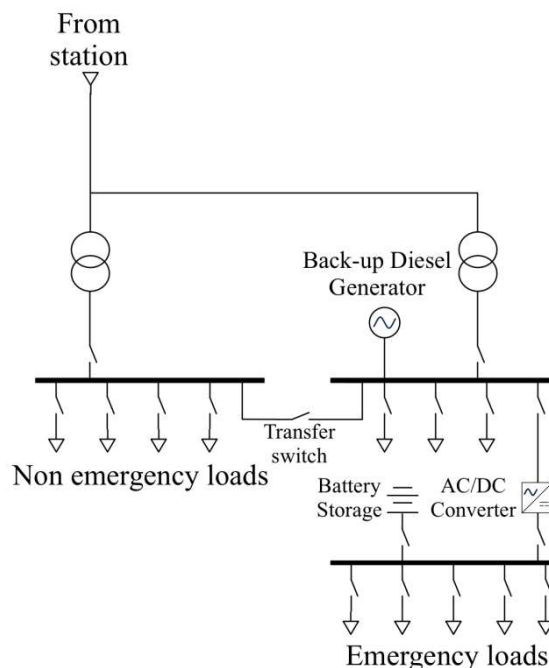 From
station
Back-up Diesel
Generator
Transfer
switch
Non emergency loads
Battery
Storage
AC/DC
Converter
Emergency loads